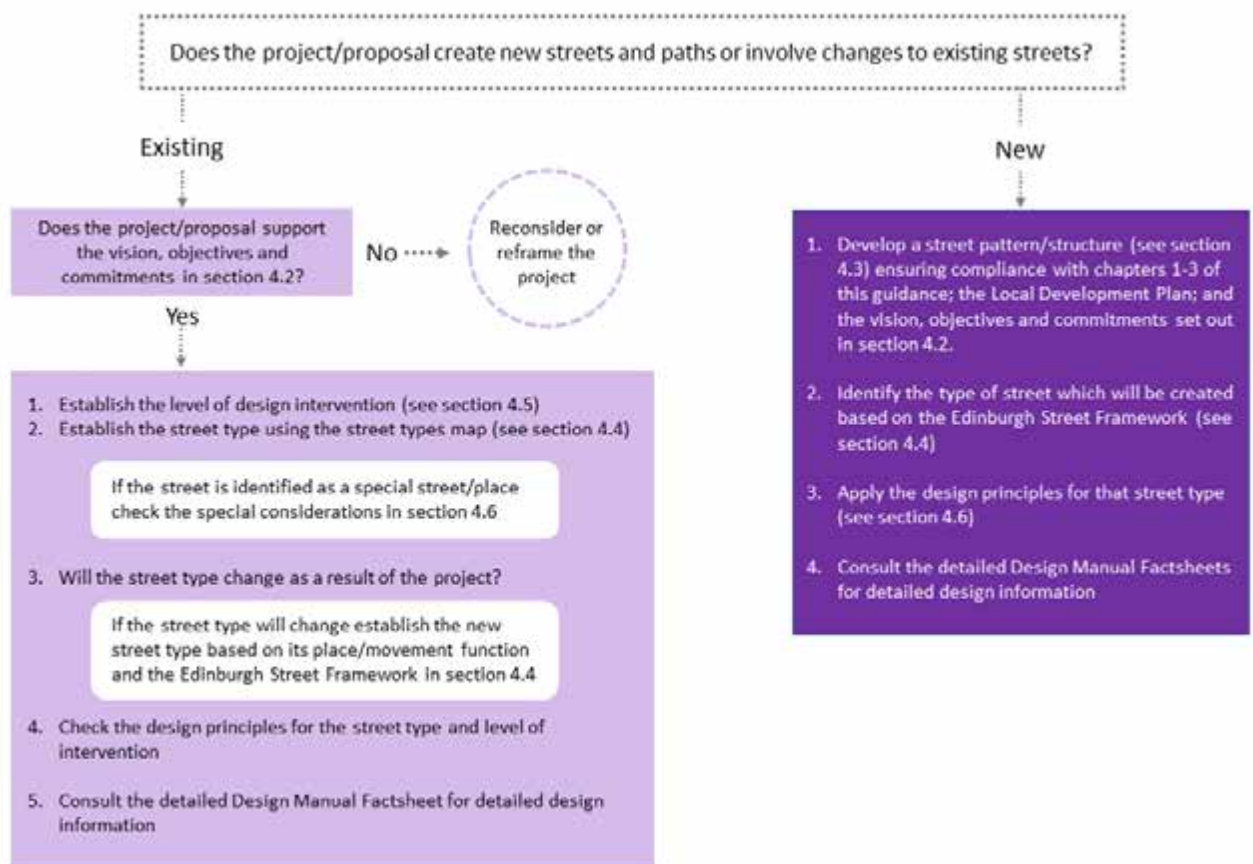 Does the project/proposal create new streets and paths or involve changes to existing streets?
Existing
Does the project/proposal support
the vision, objectives and
commitments in section 4.2?
No
Reconsider or
reframe the
project
Yes
1. Establish the level of design intervention (see section 4.5)
2. Establish the street type using the street types map (see section 4.4)
If the street is identified as a special street/place
check the special considerations in section 4.6
3. Will the street type change as a result of the project?
If the street type will change establish the new
street type based on its place/movement function
and the Edinburgh Street Framework in section 4.4
4. Check the design principles for the street type and level of
intervention
5. Consult the detailed Design Manual Factsheet for detailed design
information
New
1. Develop a street pattern/structure (see section
4.3) ensuring compliance with chapters 1-3 of
this guidance; the Local Development Plan; and
the vision, objectives and commitments set out
in section 4.2.
2. Identify the type of street which will be created
based on the Edinburgh Street Framework (see
section 4.4)
3. Apply the design principles for that street type
(see section 4.6)
4. Consult the detailed Design Manual Factsheets
for detailed design information